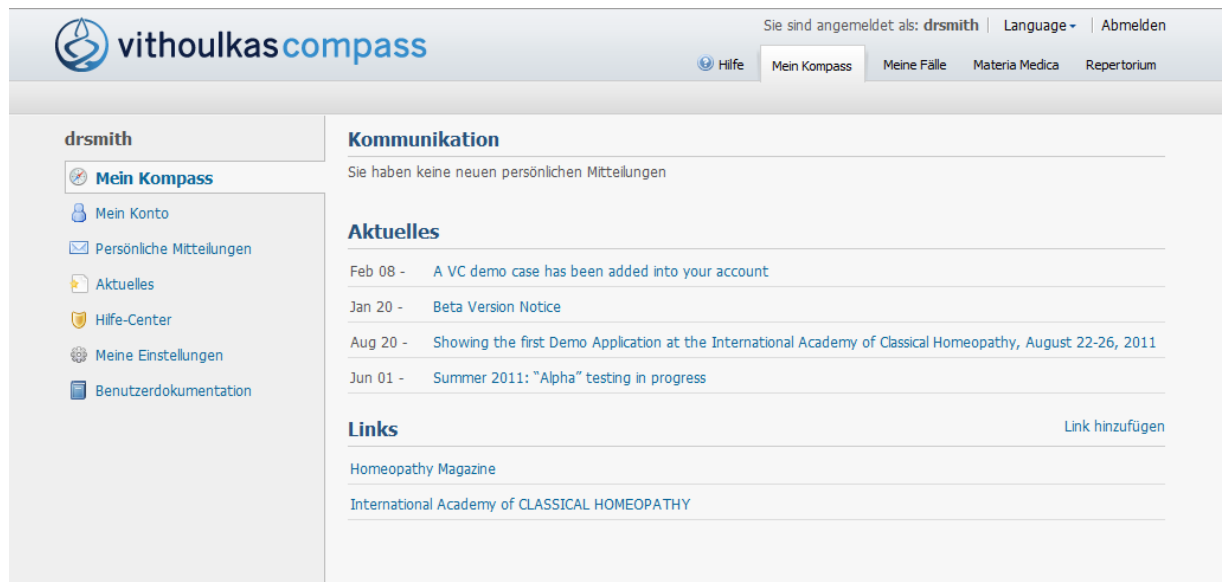 vithoulkascompass
Sie sind angemeldet als: drsmith | Language | Abmelden
Hilfe Mein Kompass Meine Fälle Materia Medica Repertorium
drsmith
Mein Kompass
Mein Konto
Persönliche Mitteilungen
Aktuelles
Hilfe-Center
Meine Einstellungen
Benutzerdokumentation
Kommunikation
Sie haben keine neuen persönlichen Mitteilungen
Aktuelles
Feb 08 - A VC demo case has been added into your account
Jan 20 - Beta Version Notice
Aug 20 - Showing the first Demo Application at the International Academy of Classical Homeopathy, August 22-26, 2011
Jun 01 - Summer 2011: “Alpha” testing in progress
Links Link hinzufügen
Homeopathy Magazine
International Academy of CLASSICAL HOMEOPATHY